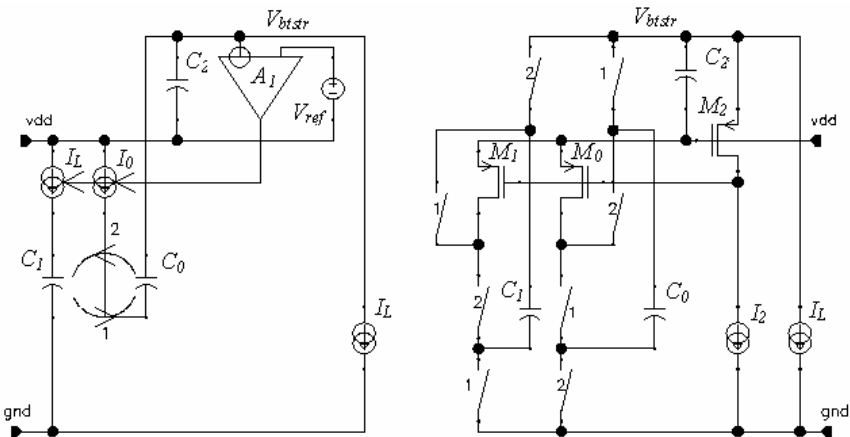 V_btstr
C_2
A_1
V_ref
vdd
I_L
I_0
2
C_1
C_0
1
I_L
gnd
V_btstr
2
1
C_2
M_2
vdd
M_1
M_0
1
2
C_1
C_0
2
1
I_2
I_L
1
2
gnd